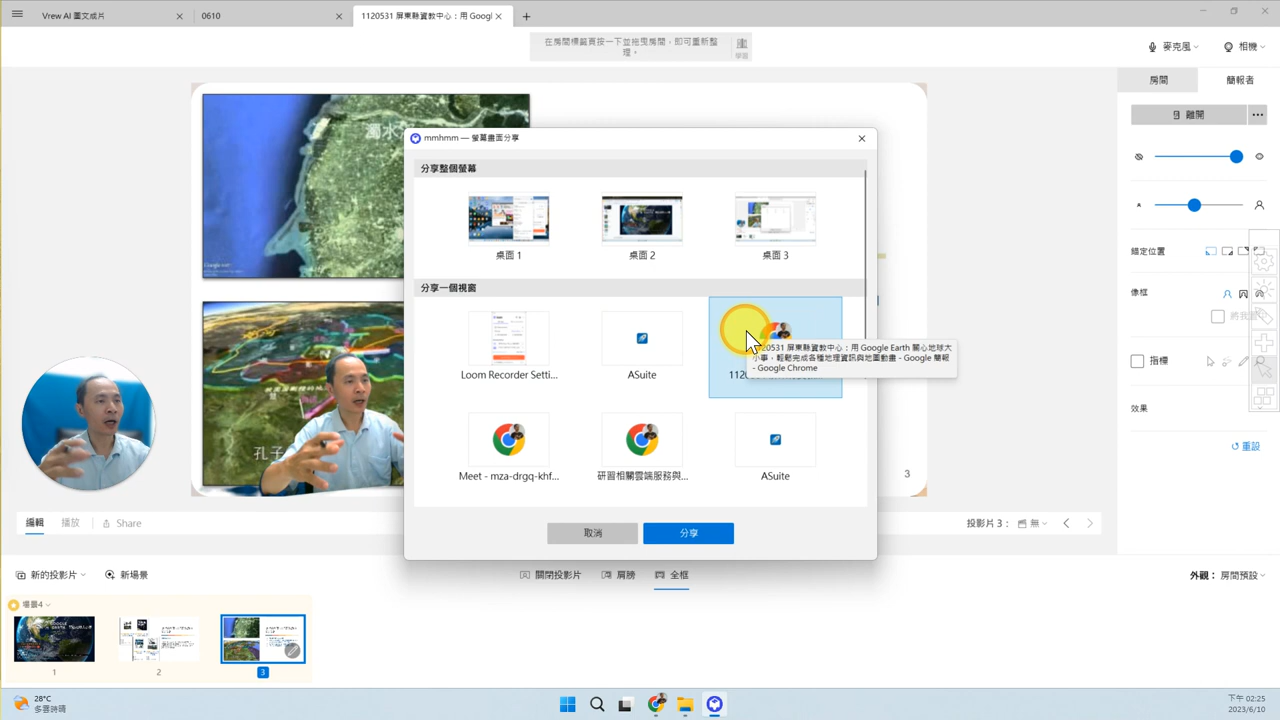 Vrew AI 圖文成片
0610
1120531 屏東縣資教中心：用 Googl
在房間標籤頁按一下並拖曳房間，即可重新整
理。
麥克風
相機
房間
簡報者
離開
濁水
mmhmm — 螢幕畫面分享
分享整個螢幕
桌面 1
桌面 2
桌面 3
分享一個視窗
Loom Recorder Setti...
ASuite
1120531 屏東縣資教中心：用 Google Earth 關心地球大
小事，輕鬆完成各種地理資訊與地圖動畫 - Google 簡報
- Google Chrome
Meet - mza-drgq-khf...
研習相關雲端服務與...
ASuite
取消
分享
孔子
3
錨定位置
像框
指標
效果
重設
編輯
播放
Share
投影片 3：
無
新的投影片
新場景
關閉投影片
肩膀
全框
外觀：
房間預設
場景4
1
2
3
28°C
多雲時晴
下午 02:25
2023/6/10